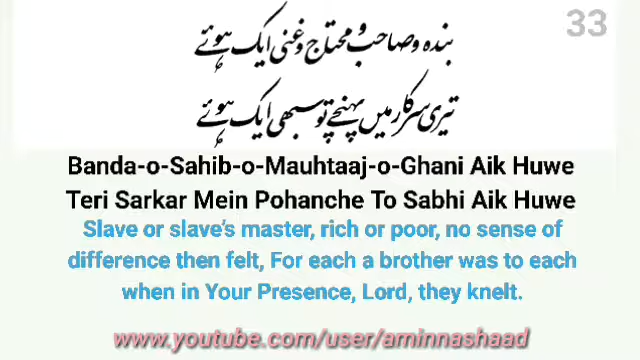 33
بندہ و صاحب و محتاج و غنی ایک ہوئے
تیری سرکار میں پہنچے تو سبھی ایک ہوئے
Banda-o-Sahib-o-Mauhtaaj-o-Ghani Aik Huwe
Teri Sarkar Mein Pohanche To Sabhi Aik Huwe
Slave or slave's master, rich or poor, no sense of
difference then felt, For each a brother was to each
when in Your Presence, Lord, they knelt.
www.youtube.com/user/aminnashaad